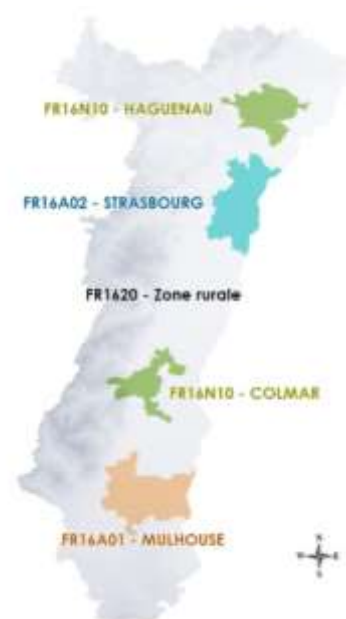 FR16N10 - HAGUENAU
FR16A02 - STRASBOURG
FR1620 - Zone rurale
FR16N10 - COLMAR
FR16A01 - MULHOUSE
N
S